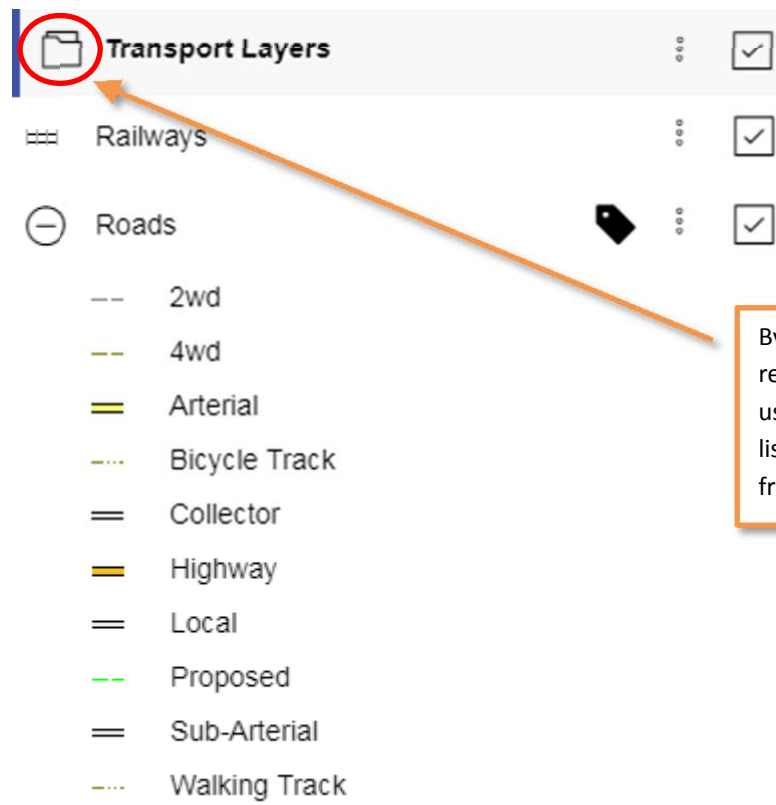 Transport Layers
Railways
Roads
2wd
4wd
Arterial
Bicycle Track
Collector
Highway
Local
Proposed
Sub-Arterial
Walking Track